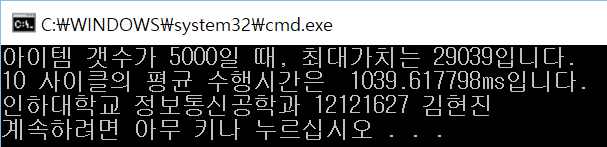 C:₩WINDOWS₩system32₩cmd.exe
아이템 갯수가 5000일 때, 최대가치는 29039입니다.
10 사이클의 평균 수행시간은  1039.617798ms입니다.
인하대학교 정보통신공학과 12121627 김현진
계속하려면 아무 키나 누르십시오 . . .